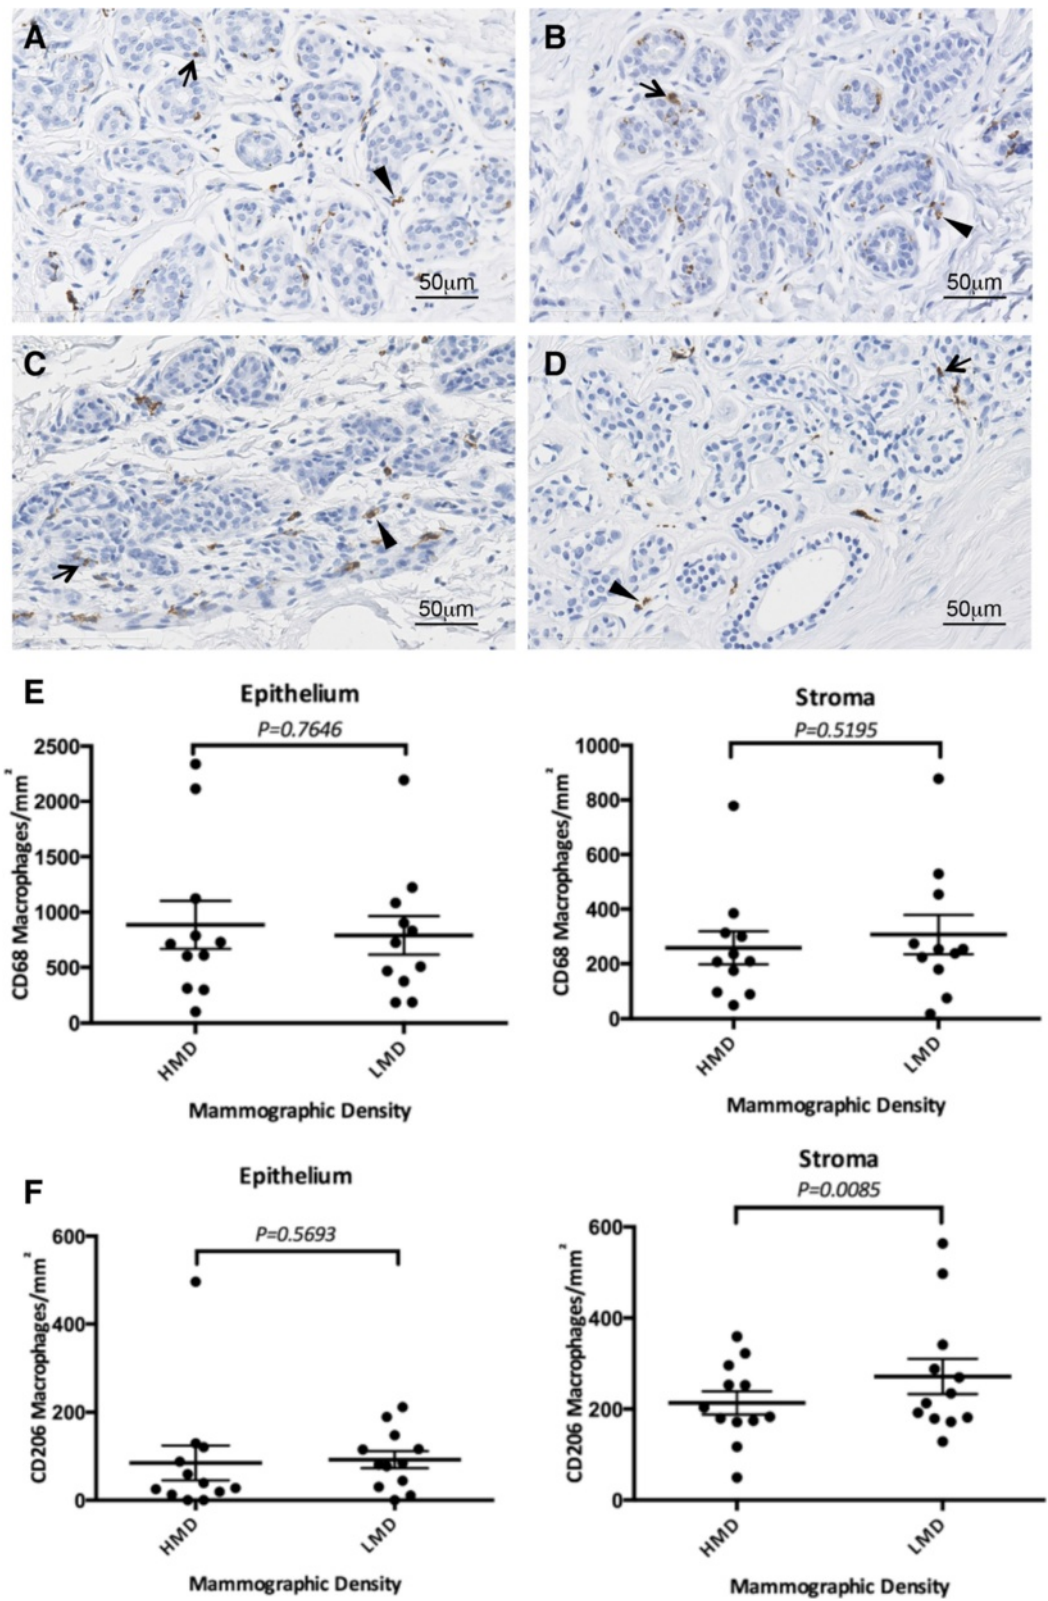 A
50µm
B
50µm
C
50µm
D
50µm
E
Epithelium
P=0.7646
2500
2000
1500
1000
500
0
CD68 Macrophages/mm²
HMD
LMD
Mammographic Density
Stroma
P=0.5195
1000
800
600
400
200
0
CD68 Macrophages/mm²
HMD
LMD
Mammographic Density
F
Epithelium
P=0.5693
600
400
200
0
CD206 Macrophages/mm²
HMD
LMD
Mammographic Density
Stroma
P=0.0085
600
400
200
0
CD206 Macrophages/mm²
HMD
LMD
Mammographic Density